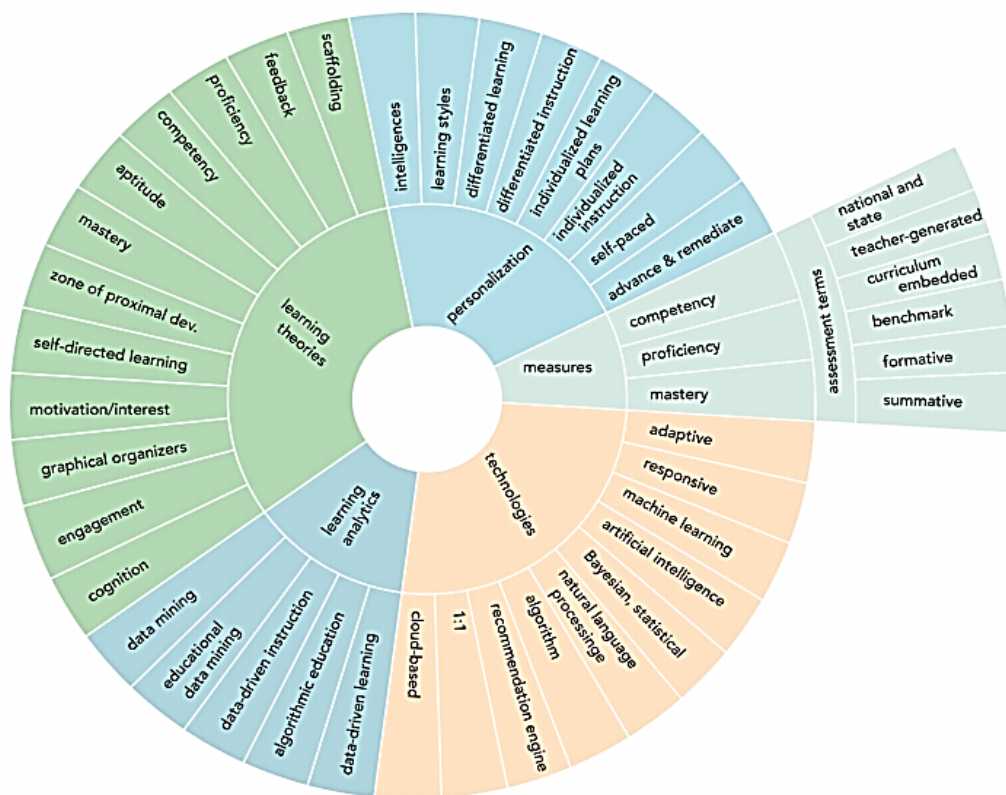 learning
theories
scaffolding
feedback
proficiency
competency
aptitude
mastery
zone of proximal dev.
self-directed learning
motivation/interest
graphical organizers
engagement
cognition
personalization
intelligences
learning styles
differentiated learning
differentiated instruction
individualized learning
plans
individualized
instruction
self-paced
advance & remediate
measures
competency
proficiency
mastery
assessment terms
national and
state
teacher-generated
curriculum
embedded
benchmark
formative
summative
technologies
adaptive
responsive
machine learning
artificial intelligence
Bayesian, statistical
natural language
processinge
algorithm
recommendation engine
1:1
cloud-based
learning
analytics
data-driven learning
algorithmic education
data-driven instruction
educational
data mining
data mining